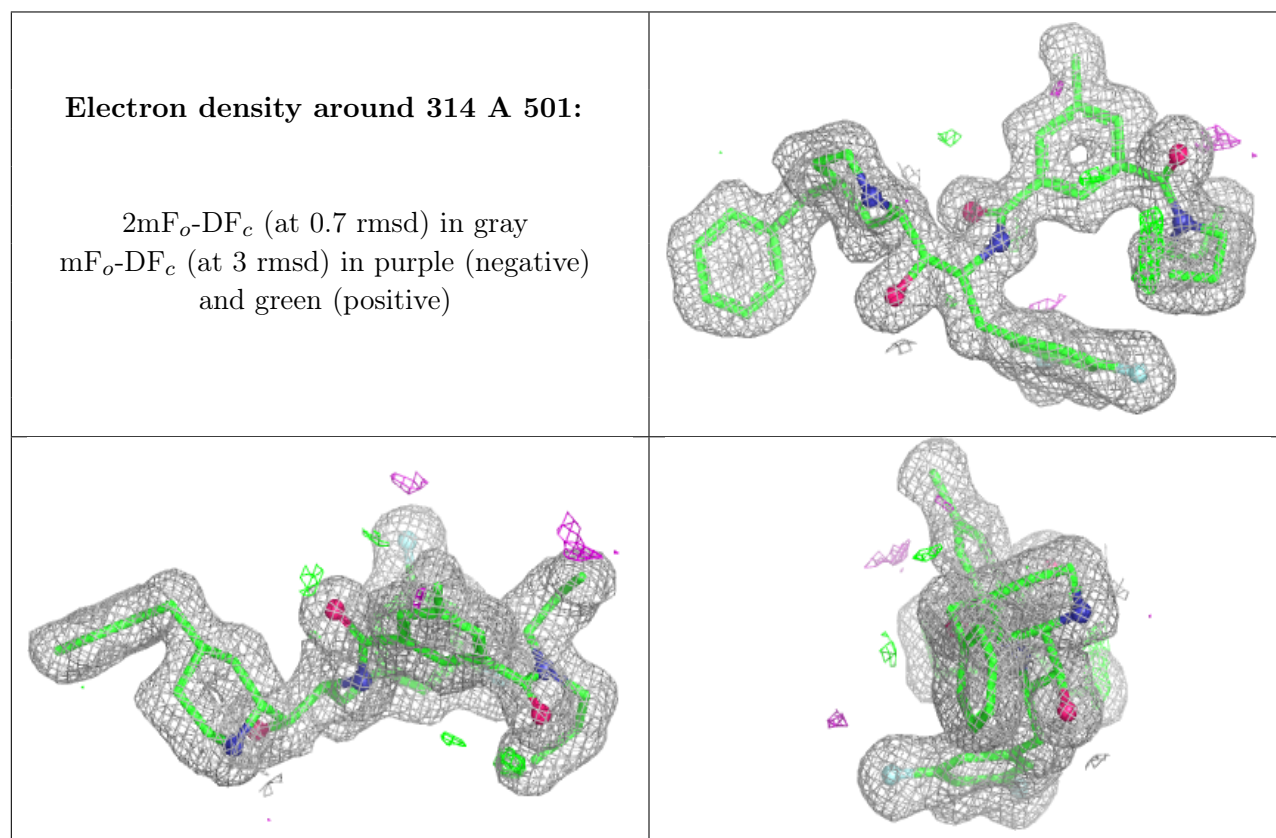 Electron density around 314 A 501:
2mFₒ-DF𝒸 (at 0.7 rmsd) in gray
mFₒ-DF𝒸 (at 3 rmsd) in purple (negative)
and green (positive)